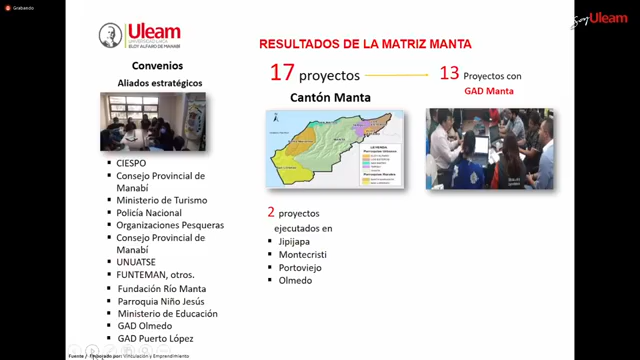 Grabando.
Soy Uleam
Uleam
ELOY ALFARO DE MANABÍ
RESULTADOS DE LA MATRIZ MANTA
Convenios
Aliados estratégicos
17 proyectos
13 Proyectos con
GAD Manta
Cantón Manta
LEYENDA
CIESPO
Consejo Provincial de
Manabí
Ministerio de Turismo
Policía Nacional
Organizaciones Pesqueras
Consejo Provincial de
Manabí
UNUATSE
FUNTEMAN, otros.
Fundación Río Manta
Parroquia Niño Jesús
Ministerio de Educación
GAD Olmedo
GAD Puerto López
2 proyectos
ejecutados en
Jipijapa
Montecristi
Portoviejo
Olmedo
Fuente / Elaborado por: Vinculación y Emprendimiento